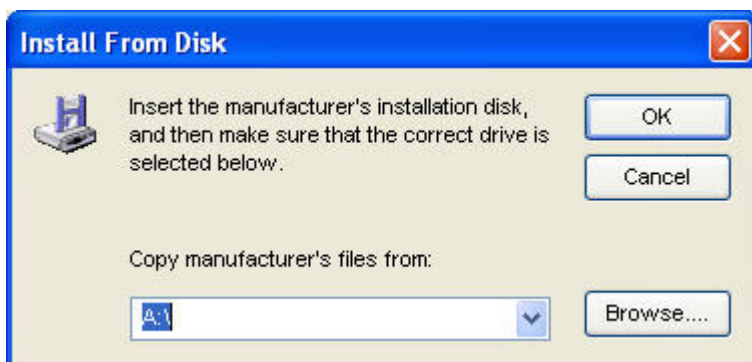 Install From Disk
Insert the manufacturer's installation disk,
and then make sure that the correct drive is
selected below.
OK
Cancel
Copy manufacturer's files from:
A:\
Browse....